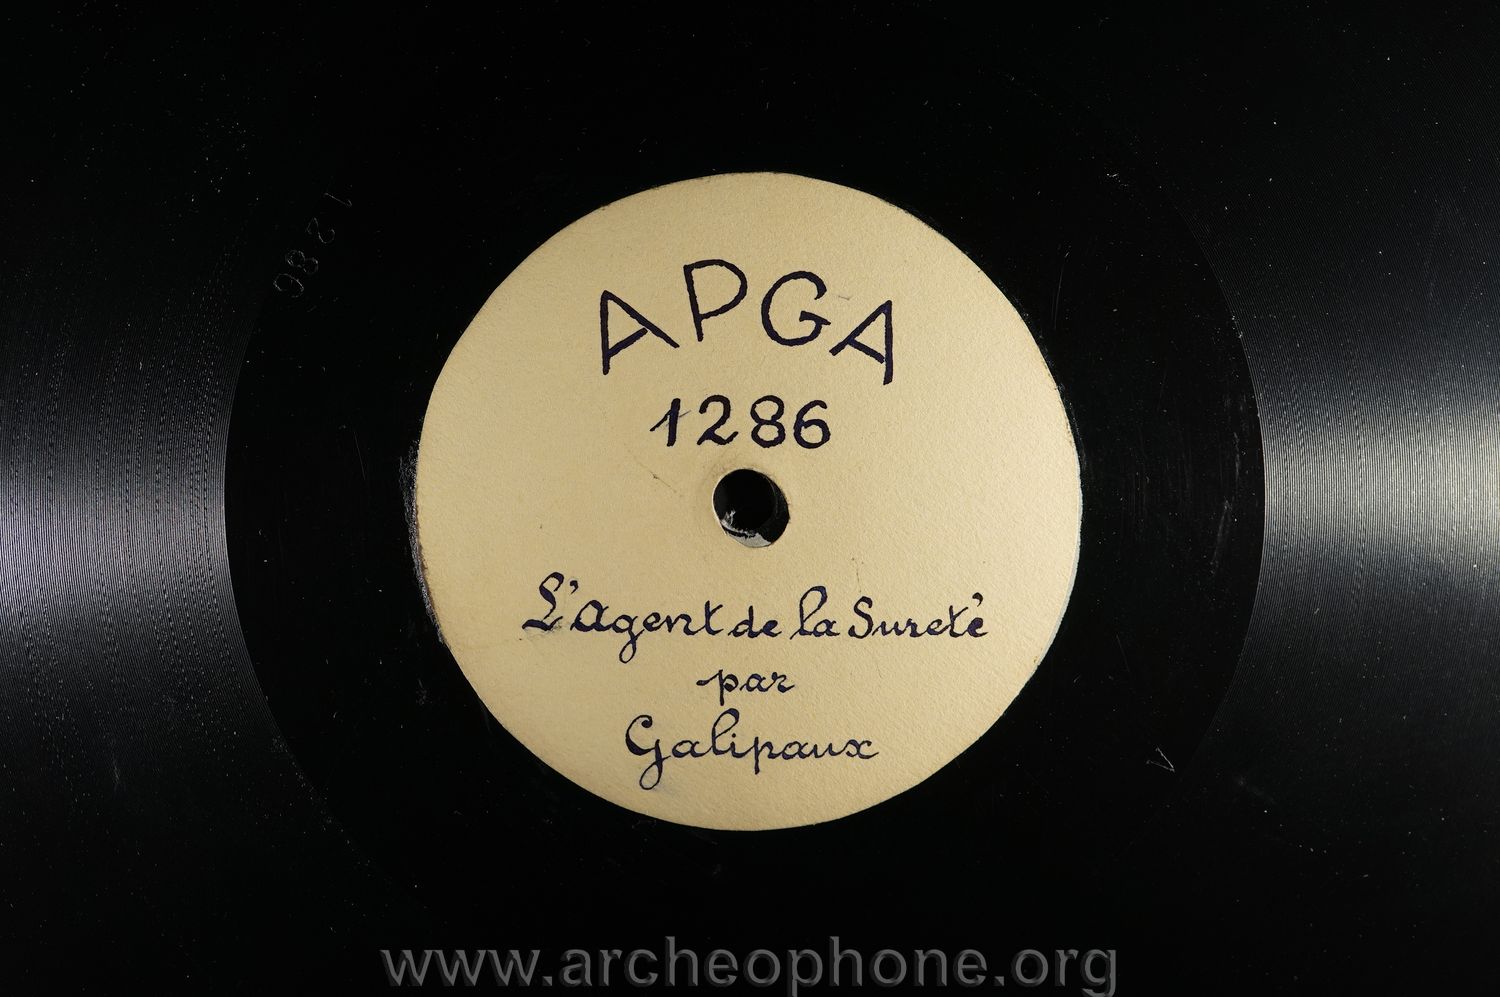 1286
APGA
1286
L'agent de la Sureté
par
Galipaux
www.archeophone.org